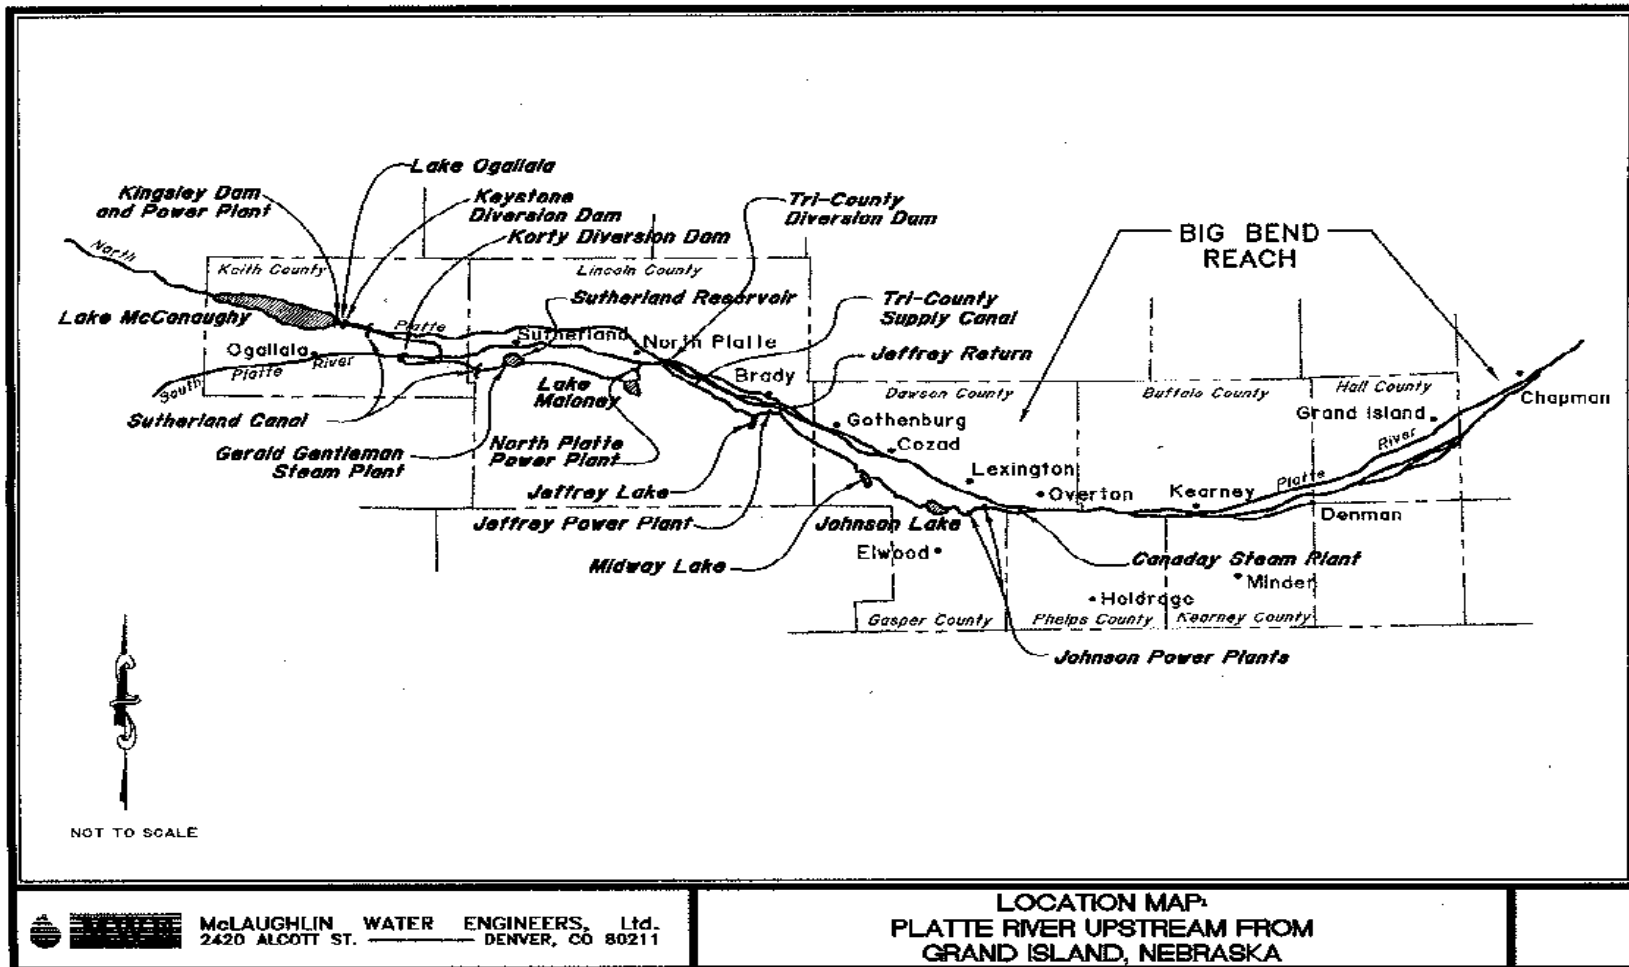 Lake Ogallala
Kingsley Dam
and Power Plant
Keystone
Diversion Dam
Korty Diversion Dam
Tri-County
Diversion Dam
BIG BEND
REACH
North
Keith County
Lincoln County
Sutherland Reservoir
Tri-County
Supply Canal
Lake McConaughy
Platte
Sutherland
North Platte
Jeffrey Return
Ogallala
River
South
Platte
Lake
Maloney
Brady
Dawson County
Buffalo County
Hall County
Chapman
Sutherland Canal
Gothenburg
Grand Island
Gerald Gentleman
Steam Plant
North Platte
Power Plant
Cozad
River
Lexington
Platte
Jeffrey Lake
Overton
Kearney
Jeffrey Power Plant
Johnson Lake
Denman
Elwood
Midway Lake
Canaday Steam Plant
Minden
Holdrege
Gasper County
Phelps County
Kearney County
Johnson Power Plants
NOT TO SCALE
McLAUGHLIN WATER ENGINEERS, Ltd.
2420 ALCOTT ST. DENVER, CO 80211
LOCATION MAP:
PLATTE RIVER UPSTREAM FROM
GRAND ISLAND, NEBRASKA